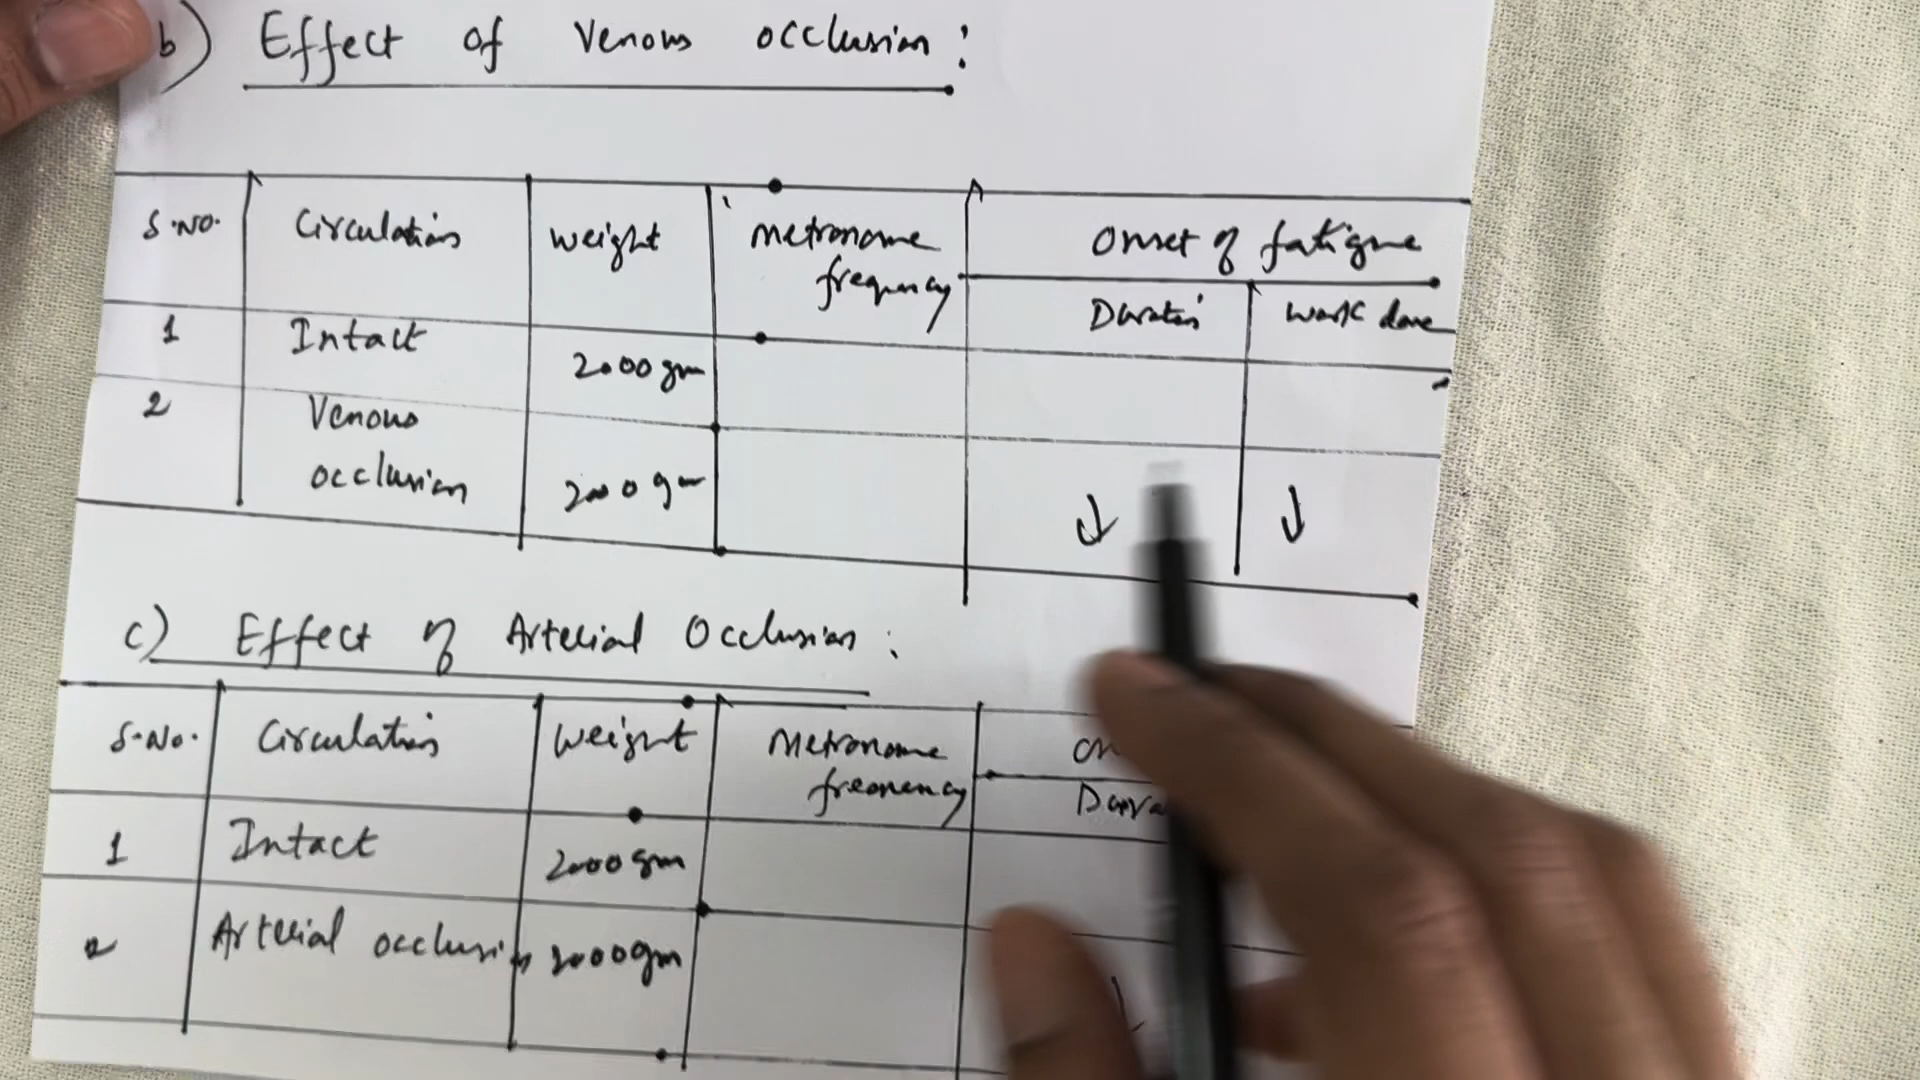 b) Effect of Venous occlusion :
S.NO. Circulation weight metronome frequency Onset of fatigue
Duration work done
1 Intact 2000 gm
2 Venous occlusion 2000 gm ↓ ↓
c) Effect of Arterial Occlusion :
S.No. Circulation weight Metronome frequency
1 Intact 2000 gm
2 Arterial occlusion 2000 gm